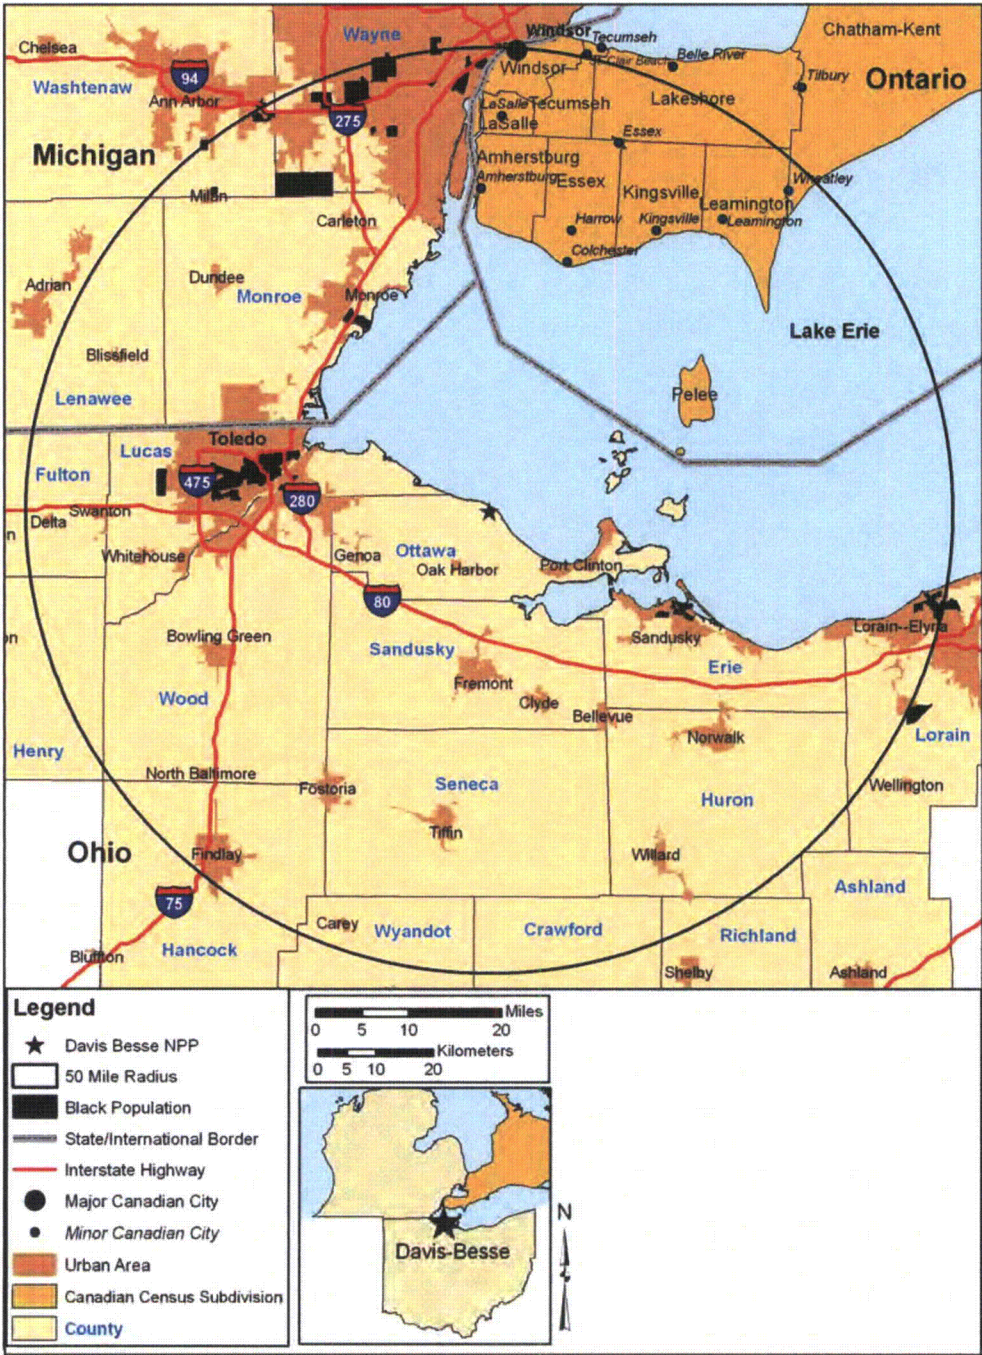 Chelsea
Wayne
Windsor
Tecumseh
Chatham-Kent
Washtenaw
94
Ann Arbor
Windsor
St. Clair Beach
Belle River
Tilbury
Ontario
275
LaSalle
Tecumseh
LaSalle
Lakeshore
Michigan
Essex
Amherstburg
Amherstburg
Essex
Kingsville
Wheatley
Milan
Leamington
Leamington
Carleton
Harrow
Kingsville
Colchester
Adrian
Dundee
Monroe
Monroe
Lake Erie
Blissfield
Lenawee
Pelee
Lucas
Toledo
Fulton
475
280
Delta
Swanton
n
Whitehouse
Genoa
Ottawa
Oak Harbor
Port Clinton
80
Bowling Green
Sandusky
Sandusky
Lorain--Elyria
Erie
Fremont
Wood
Clyde
Bellevue
Norwalk
on
Henry
Lorain
North Baltimore
Fostoria
Seneca
Wellington
Huron
Tiffin
Ohio
Findlay
Willard
75
Ashland
Carey
Wyandot
Crawford
Richland
Bluffton
Hancock
Shelby
Ashland
Legend
Davis Besse NPP
50 Mile Radius
Black Population
State/International Border
Interstate Highway
Major Canadian City
Minor Canadian City
Urban Area
Canadian Census Subdivision
County
Miles
0 5 10 20
Kilometers
0 5 10 20
Davis-Besse
N